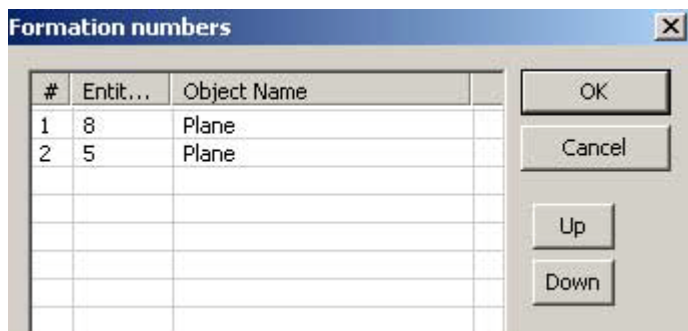 Formation numbers
# Entit... Object Name
OK
1 8 Plane
2 5 Plane
Cancel
Up
Down